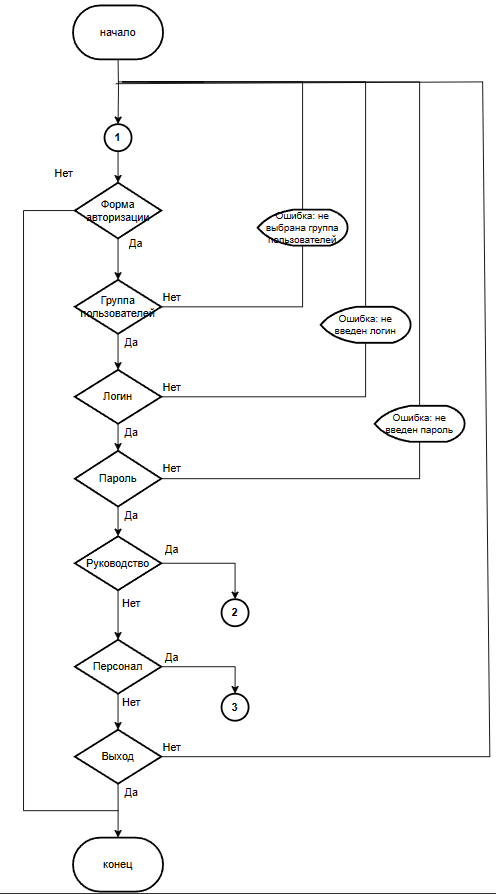 начало
1
Нет
Форма
авторизации
Да
Ошибка: не
выбрана группа
пользователей
Группа
пользователей
Нет
Да
Ошибка: не
введен логин
Логин
Нет
Да
Ошибка: не
введен пароль
Пароль
Нет
Да
Руководство
Да
Нет
2
Персонал
Да
Нет
3
Выход
Нет
Да
конец